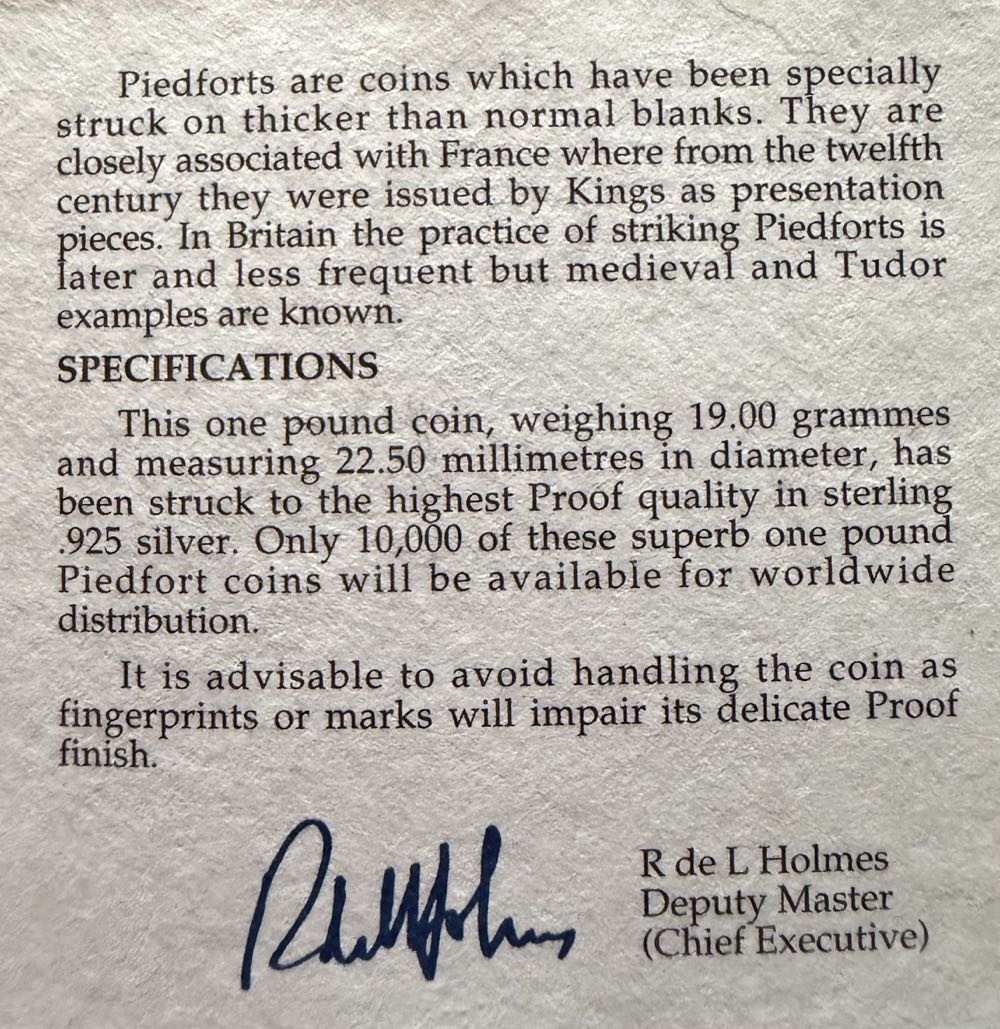 Piedforts are coins which have been specially
struck on thicker than normal blanks. They are
closely associated with France where from the twelfth
century they were issued by Kings as presentation
pieces. In Britain the practice of striking Piedforts is
later and less frequent but medieval and Tudor
examples are known.
SPECIFICATIONS
This one pound coin, weighing 19.00 grammes
and measuring 22.50 millimetres in diameter, has
been struck to the highest Proof quality in sterling
.925 silver. Only 10,000 of these superb one pound
Piedfort coins will be available for worldwide
distribution.
It is advisable to avoid handling the coin as
fingerprints or marks will impair its delicate Proof
finish.
R de L Holmes
R de L Holmes
Deputy Master
(Chief Executive)